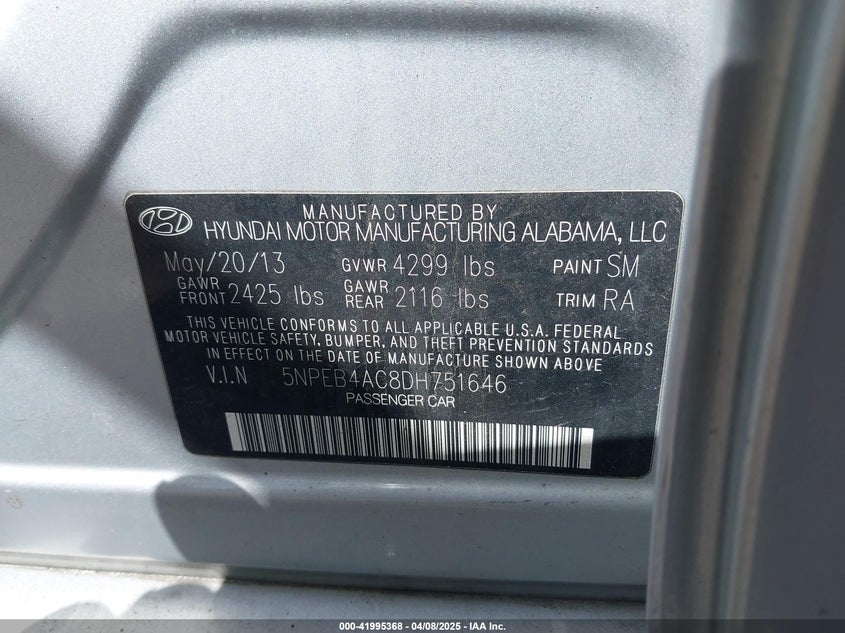 MANUFACTURED BY
HYUNDAI MOTOR MANUFACTURING ALABAMA, LLC
May/20/13 GVWR 4299 lbs PAINT SM
GAWR FRONT 2425 lbs GAWR REAR 2116 lbs TRIM RA
THIS VEHICLE CONFORMS TO ALL APPLICABLE U.S.A. FEDERAL
MOTOR VEHICLE SAFETY, BUMPER, AND THEFT PREVENTION STANDARDS
IN EFFECT ON THE DATE OF MANUFACTURE SHOWN ABOVE
V.I.N 5NPEB4AC8DH751646
PASSENGER CAR
000-41995368 - 04/08/2025 - IAA Inc.